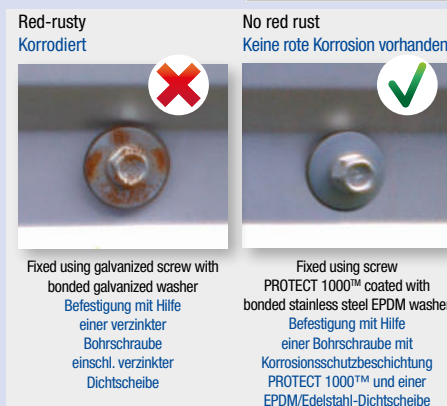 Red-rusty
Korrodiert
Fixed using galvanized screw with
bonded galvanized washer
Befestigung mit Hilfe
einer verzinkter
Bohrschraube
einschl. verzinkter
Dichtscheibe
No red rust
Keine rote Korrosion vorhanden
Fixed using screw
PROTECT 1000™ coated with
bonded stainless steel EPDM washer
Befestigung mit Hilfe
einer Bohrschraube mit
Korrosionsschutzbeschichtung
PROTECT 1000™ und einer
EPDM/Edelstahl-Dichtscheibe